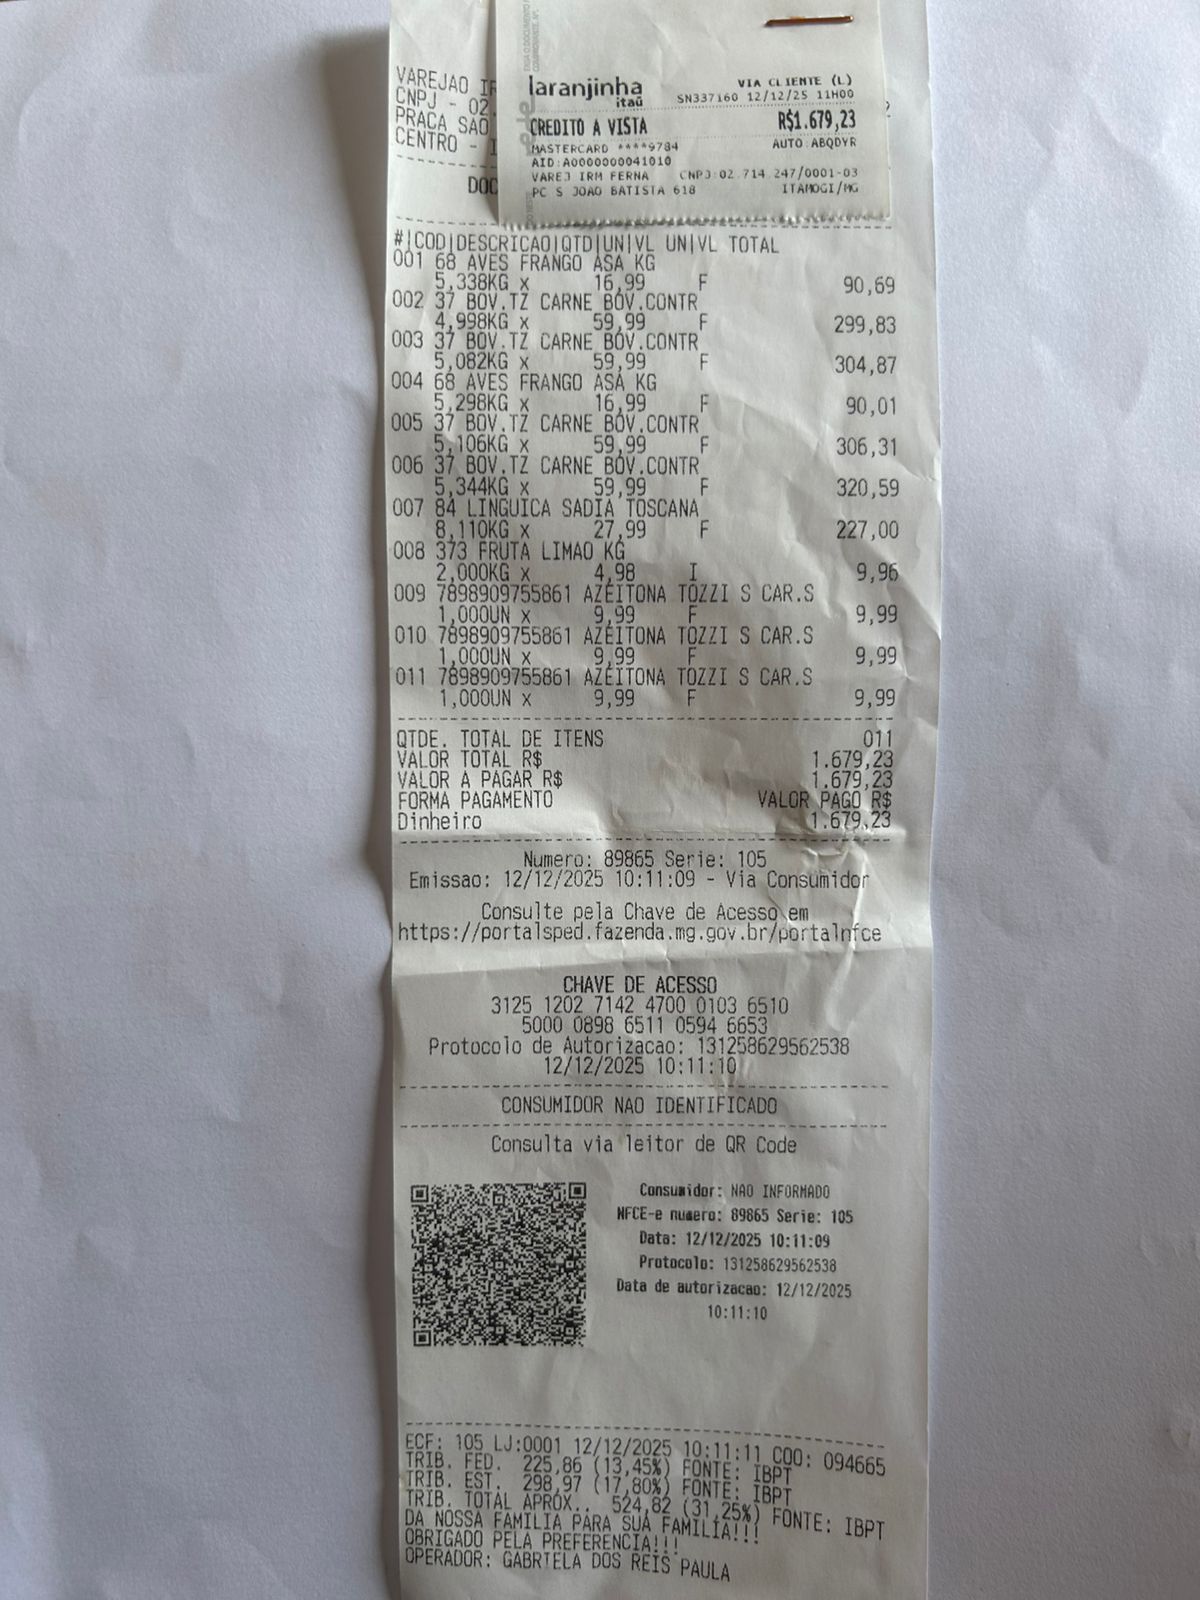 VAREJAO
CNPJ - 02.
PRACA SAO
CENTRO -
laranjinha
itaú
VIA CLIENTE (L)
SN337160 12/12/25 11H00
CREDITO A VISTA R$1.679,23
MASTERCARD ****9784 AUTO:ABQDYR
AID:A0000000041010
VAREJ IRM FERNA CNPJ:02.714.247/0001-03
PC S JOAO BATISTA 618 ITAMOGI/MG
#|COD|DESCRICAO|QTD|UN|VL UN|VL TOTAL
001 68 AVES FRANGO ASA KG
5,338KG x 16,99 F 90,69
002 37 BOV.TZ CARNE BOV.CONTR
4,998KG x 59,99 F 299,83
003 37 BOV.TZ CARNE BOV.CONTR
5,082KG x 59,99 F 304,87
004 68 AVES FRANGO ASA KG
5,298KG x 16,99 F 90,01
005 37 BOV.TZ CARNE BOV.CONTR
5,106KG x 59,99 F 306,31
006 37 BOV.TZ CARNE BOV.CONTR
5,344KG x 59,99 F 320,59
007 84 LINGUICA SADIA TOSCANA
8,110KG x 27,99 F 227,00
008 373 FRUTA LIMAO KG
2,000KG x 4,98 I 9,96
009 7898909755861 AZEITONA TOZZI S CAR.S
1,000UN x 9,99 F 9,99
010 7898909755861 AZEITONA TOZZI S CAR.S
1,000UN x 9,99 F 9,99
011 7898909755861 AZEITONA TOZZI S CAR.S
1,000UN x 9,99 F 9,99
QTDE. TOTAL DE ITENS 011
VALOR TOTAL R$ 1.679,23
VALOR A PAGAR R$ 1.679,23
FORMA PAGAMENTO VALOR PAGO R$
Dinheiro 1.679,23
Numero: 89865 Serie: 105
Emissao: 12/12/2025 10:11:09 - Via Consumidor
Consulte pela Chave de Acesso em
https://portalsped.fazenda.mg.gov.br/portalnfce
CHAVE DE ACESSO
3125 1202 7142 4700 0103 6510
5000 0898 6511 0594 6653
Protocolo de Autorizacao: 131258629562538
12/12/2025 10:11:10
CONSUMIDOR NAO IDENTIFICADO
Consulta via leitor de QR Code
Consumidor: NAO INFORMADO
NFCE-e numero: 89865 Serie: 105
Data: 12/12/2025 10:11:09
Protocolo: 131258629562538
Data de autorizacao: 12/12/2025
10:11:10
ECF: 105 LJ:0001 12/12/2025 10:11:11 COO: 094665
TRIB. FED. 225,86 (13,45%) FONTE: IBPT
TRIB. EST. 298,97 (17,80%) FONTE: IBPT
TRIB. TOTAL APROX.. 524,82 (31,25%) FONTE: IBPT
DA NOSSA FAMILIA PARA SUA FAMILIA!!!
OBRIGADO PELA PREFERENCIA!!!
OPERADOR: GABRIELA DOS REIS PAULA